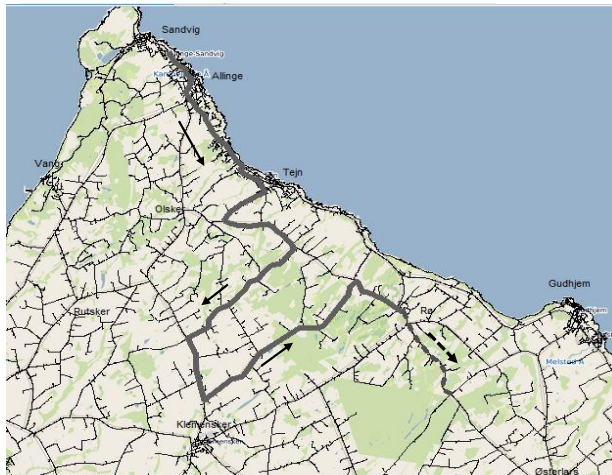 Sandvig
Allinge
Vang
Tejn
Olsker
Gudhjem
Rutsker
Rø
Melsted Å
Klemensker
Østerlars